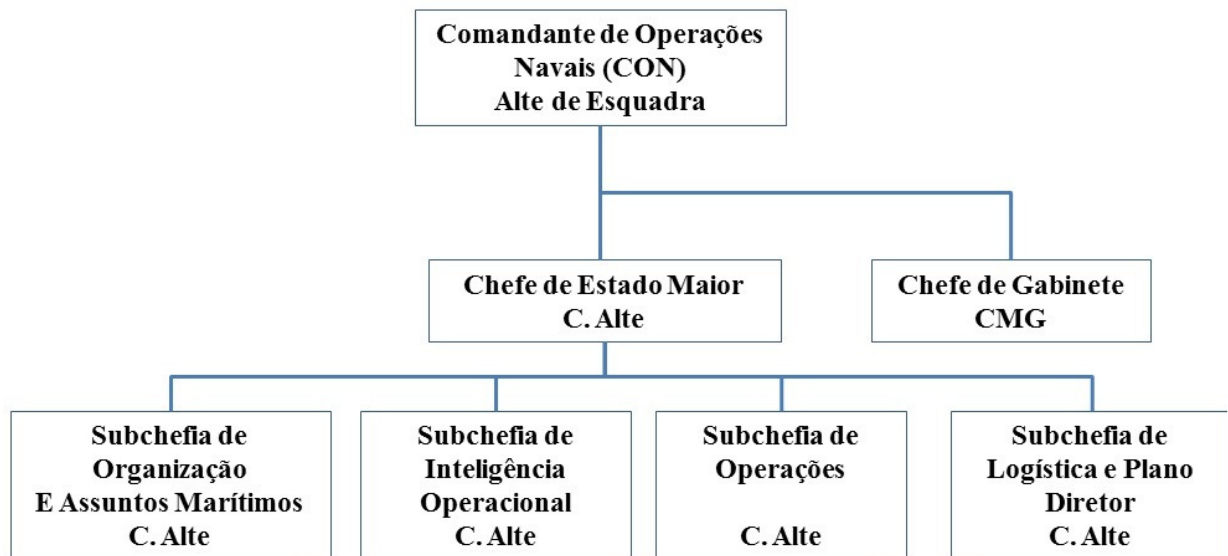 Comandante de Operações
Navais (CON)
Alte de Esquadra
Chefe de Estado Maior
C. Alte
Chefe de Gabinete
CMG
Subchefia de
Organização
E Assuntos Marítimos
C. Alte
Subchefia de
Inteligência
Operacional
C. Alte
Subchefia de
Operações
C. Alte
Subchefia de
Logística e Plano
Diretor
C. Alte